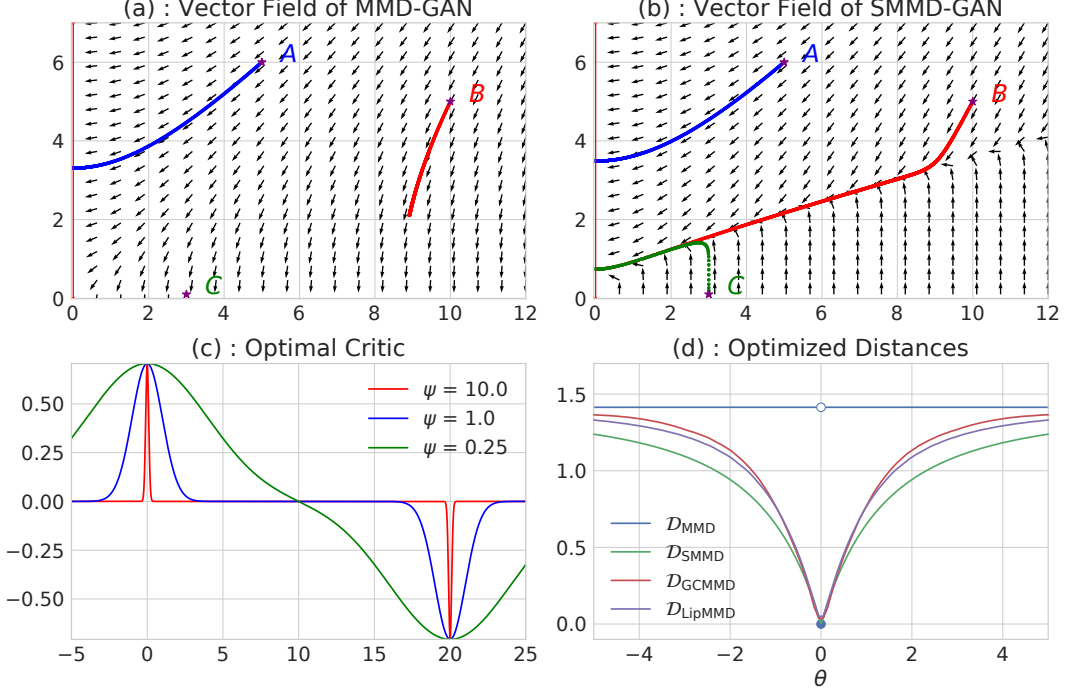 (a) : Vector Field of MMD-GAN
(b) : Vector Field of SMMD-GAN
6
4
2
0
A
B
C
0 2 4 6 8 10 12
6
4
2
0
A
B
C
0 2 4 6 8 10 12
(c) : Optimal Critic
(d) : Optimized Distances
0.50
0.25
0.00
−0.25
−0.50
ψ = 10.0
ψ = 1.0
ψ = 0.25
−5 0 5 10 15 20 25
1.5
1.0
0.5
0.0
𝒟MMD
𝒟SMMD
𝒟GCMMD
𝒟LipMMD
−4 −2 0 2 4
θ